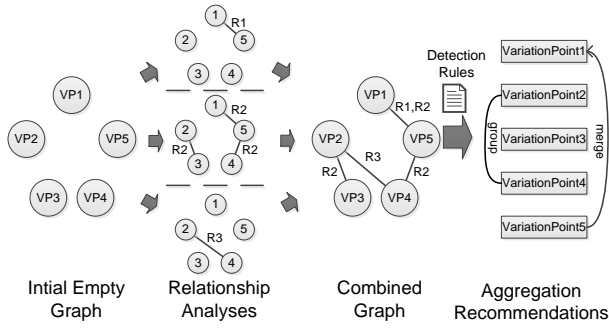 VP1
VP2
VP5
VP3
VP4
1
R1
2
5
3
4
1
R2
2
5
R2
R2
3
4
1
2
5
R3
3
4
VP1
R1,R2
VP2
VP5
R3
R2
R2
VP3
VP4
Detection
Rules
VariationPoint1
VariationPoint2
VariationPoint3
VariationPoint4
VariationPoint5
group
merge
Intial Empty
Graph
Relationship
Analyses
Combined
Graph
Aggregation
Recommendations